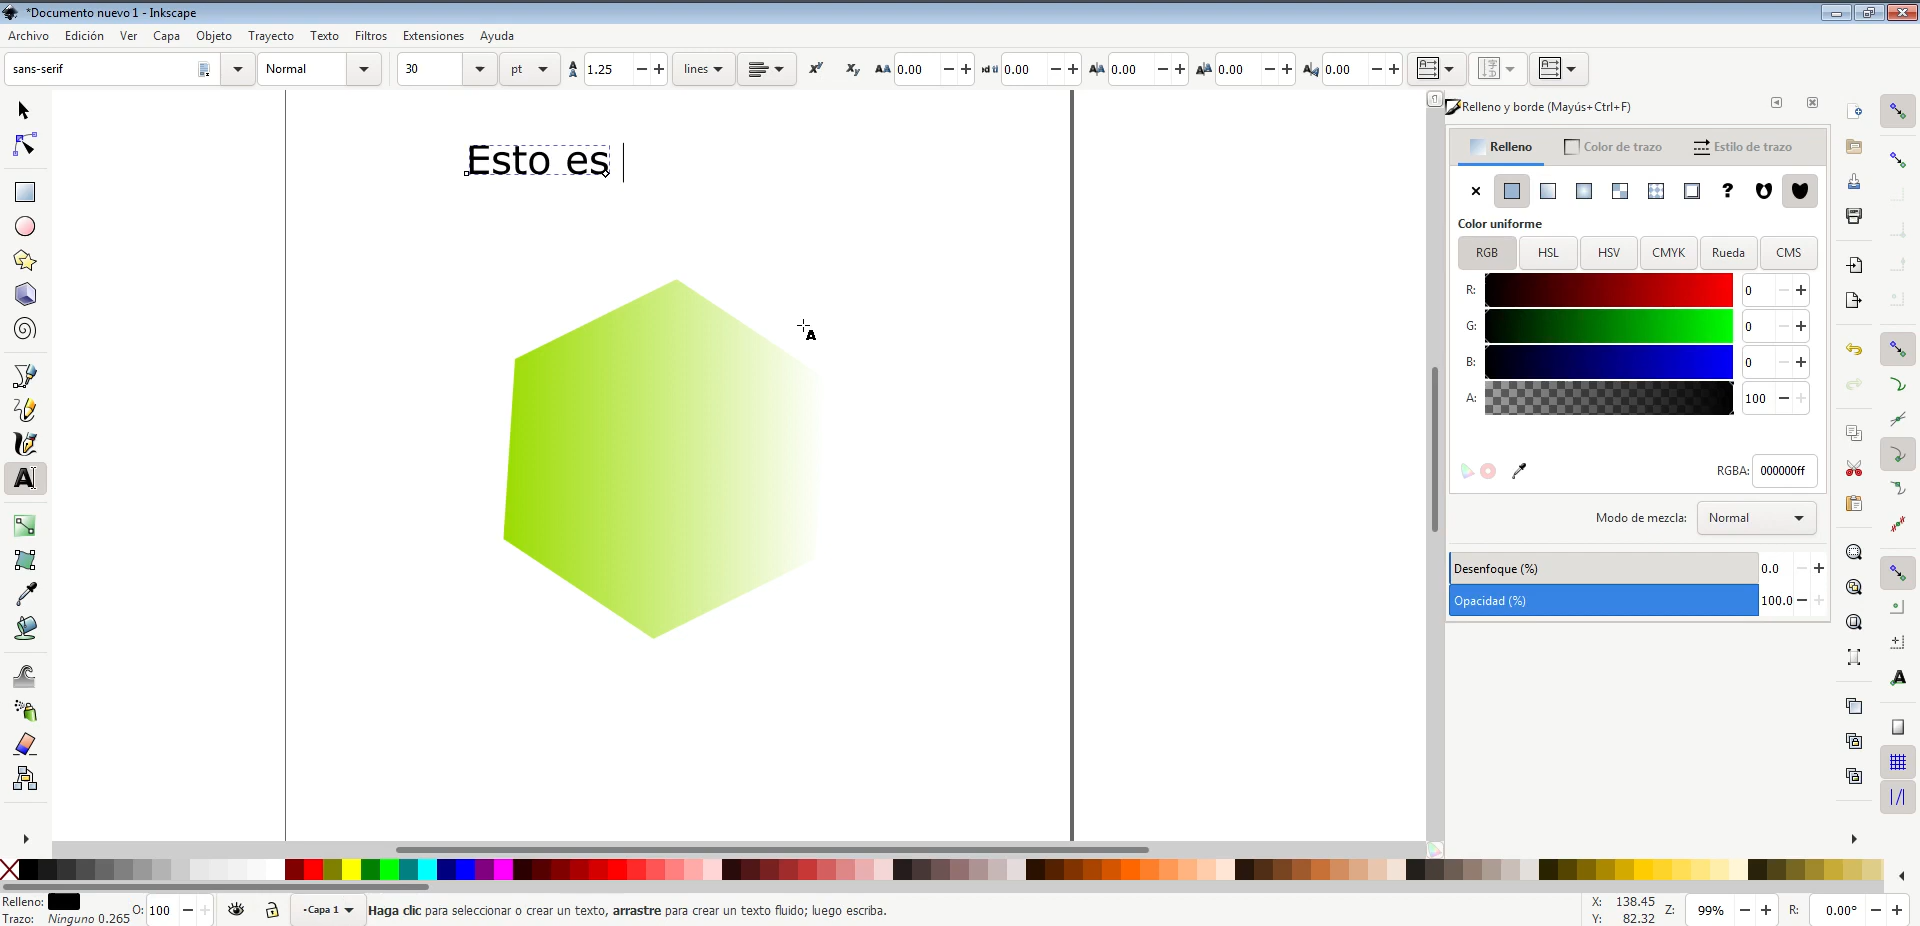 *Documento nuevo 1 - Inkscape
Archivo Edición Ver Capa Objeto Trayecto Texto Filtros Extensiones Ayuda
sans-serif Normal 30 pt 1.25 lines 0.00 0.00 0.00 0.00 0.00
Esto es
Relleno y borde (Mayús+Ctrl+F)
Relleno Color de trazo Estilo de trazo
Color uniforme
RGB HSL HSV CMYK Rueda CMS
R: 0
G: 0
B: 0
A: 100
RGBA: 000000ff
Modo de mezcla: Normal
Desenfoque (%) 0.0
Opacidad (%) 100.0
Relleno:
Trazo: Ninguno 0.265
O: 100
Capa 1
Haga clic para seleccionar o crear un texto, arrastre para crear un texto fluido; luego escriba.
X: 138.45
Y: 82.32
Z: 99%
R: 0.00°